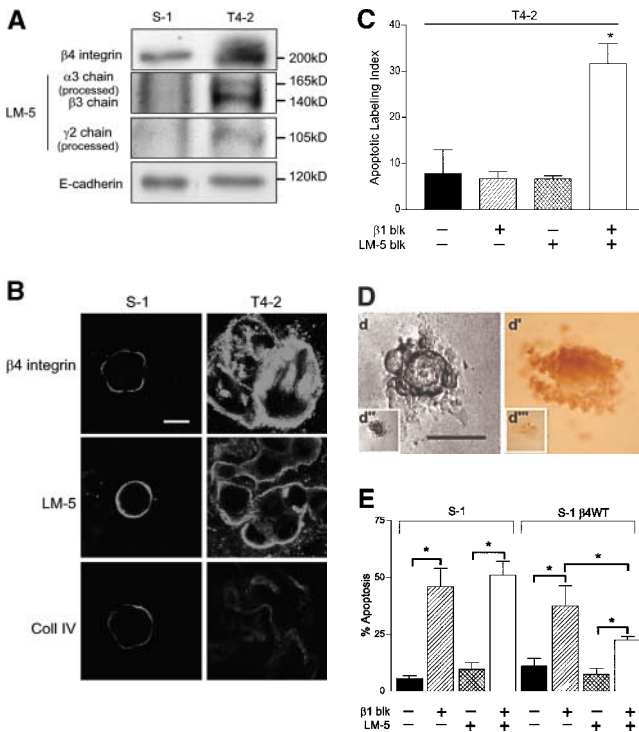 A
S-1 T4-2
β4 integrin
200kD
LM-5
α3 chain
(processed)
β3 chain
165kD
140kD
γ2 chain
(processed)
105kD
E-cadherin
120kD
B
S-1 T4-2
β4 integrin
LM-5
Coll IV
C
T4-2
Apoptotic Labeling Index
40
30
20
10
0
*
β1 blk − + − +
LM-5 blk − − + +
D
d d'
d'' d'''
E
S-1 S-1 β4WT
% Apoptosis
75
50
25
0
* * * * *
β1 blk − + − + − + − +
LM-5 − − + + − − + +